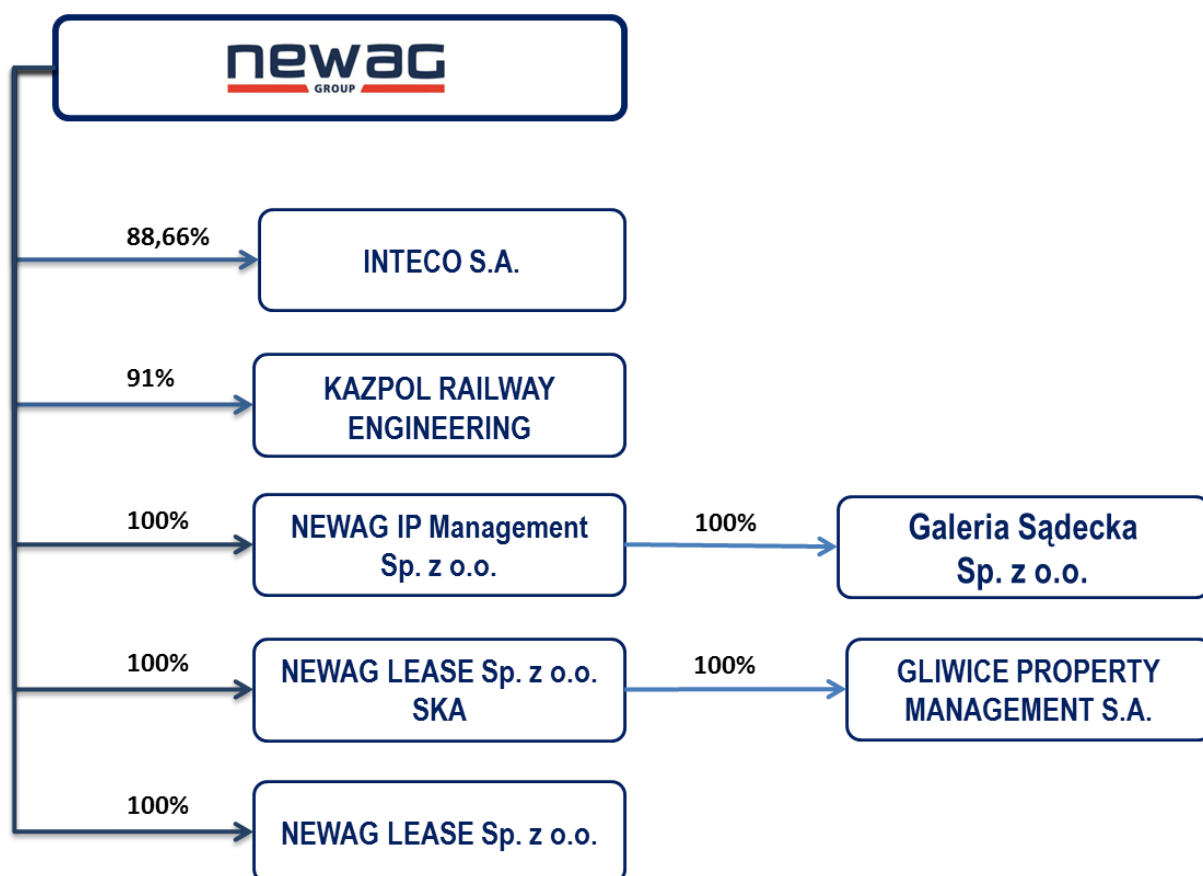 newag
GROUP
88,66%
INTECO S.A.
91%
KAZPOL RAILWAY
ENGINEERING
100%
NEWAG IP Management
Sp. z o.o.
100%
Galeria Sądecka
Sp. z o.o.
100%
NEWAG LEASE Sp. z o.o.
SKA
100%
GLIWICE PROPERTY
MANAGEMENT S.A.
100%
NEWAG LEASE Sp. z o.o.